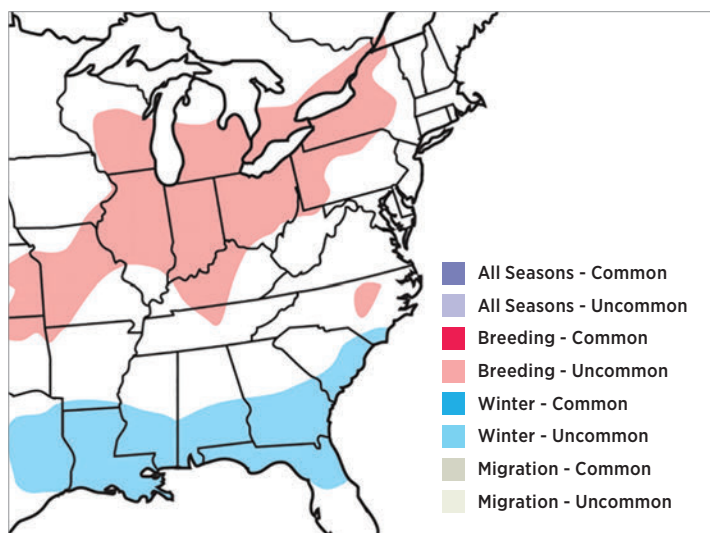 All Seasons - Common
All Seasons - Uncommon
Breeding - Common
Breeding - Uncommon
Winter - Common
Winter - Uncommon
Migration - Common
Migration - Uncommon